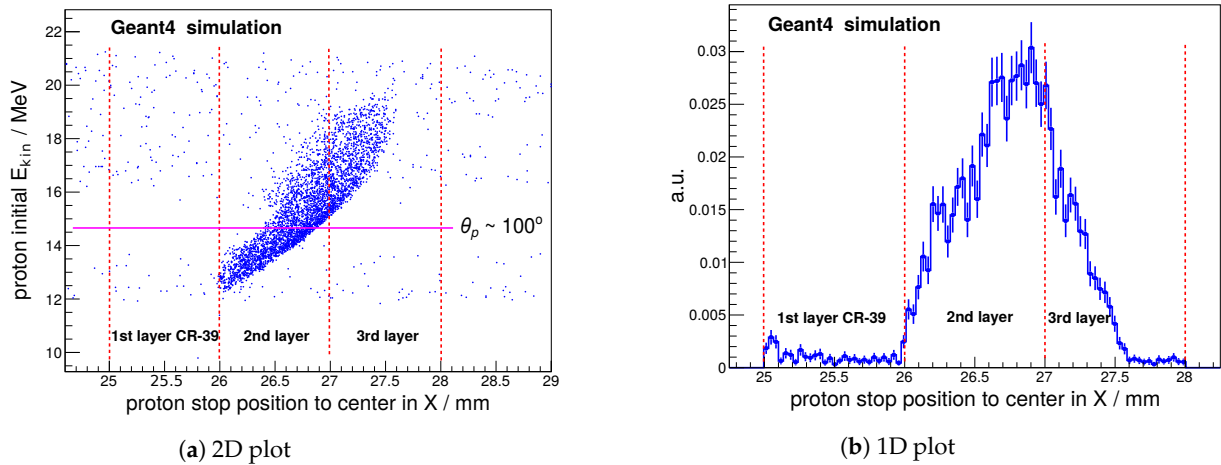 Geant4 simulation
proton initial E_kin / MeV
22
20
18
16
14
12
10
θ_p ~ 100°
1st layer CR-39 2nd layer 3rd layer
25 25.5 26 26.5 27 27.5 28 28.5 29
proton stop position to center in X / mm
(a) 2D plot
Geant4 simulation
a.u.
0.03
0.025
0.02
0.015
0.01
0.005
0
1st layer CR-39 2nd layer 3rd layer
25 25.5 26 26.5 27 27.5 28
proton stop position to center in X / mm
(b) 1D plot